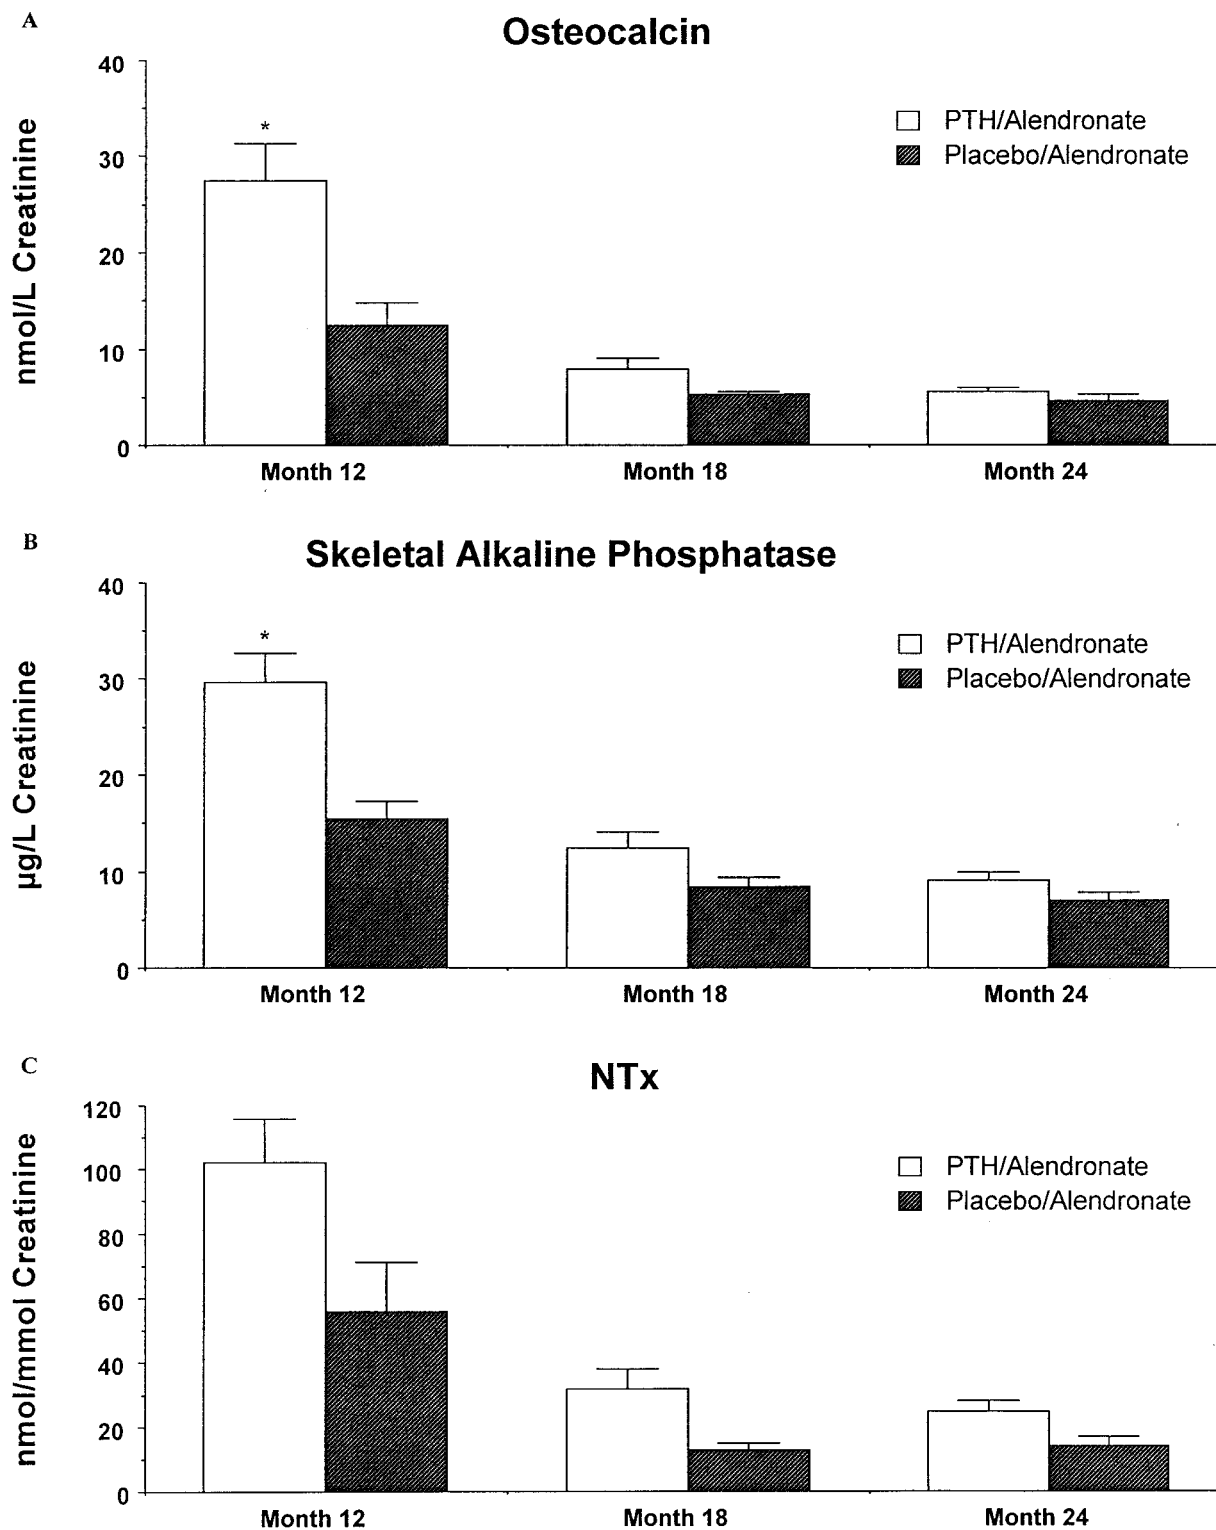 A
Osteocalcin
nmol/L Creatinine
40
30
20
10
0
*
PTH/Alendronate
Placebo/Alendronate
Month 12
Month 18
Month 24
B
Skeletal Alkaline Phosphatase
µg/L Creatinine
40
30
20
10
0
*
PTH/Alendronate
Placebo/Alendronate
Month 12
Month 18
Month 24
C
NTx
nmol/mmol Creatinine
120
100
80
60
40
20
0
PTH/Alendronate
Placebo/Alendronate
Month 12
Month 18
Month 24